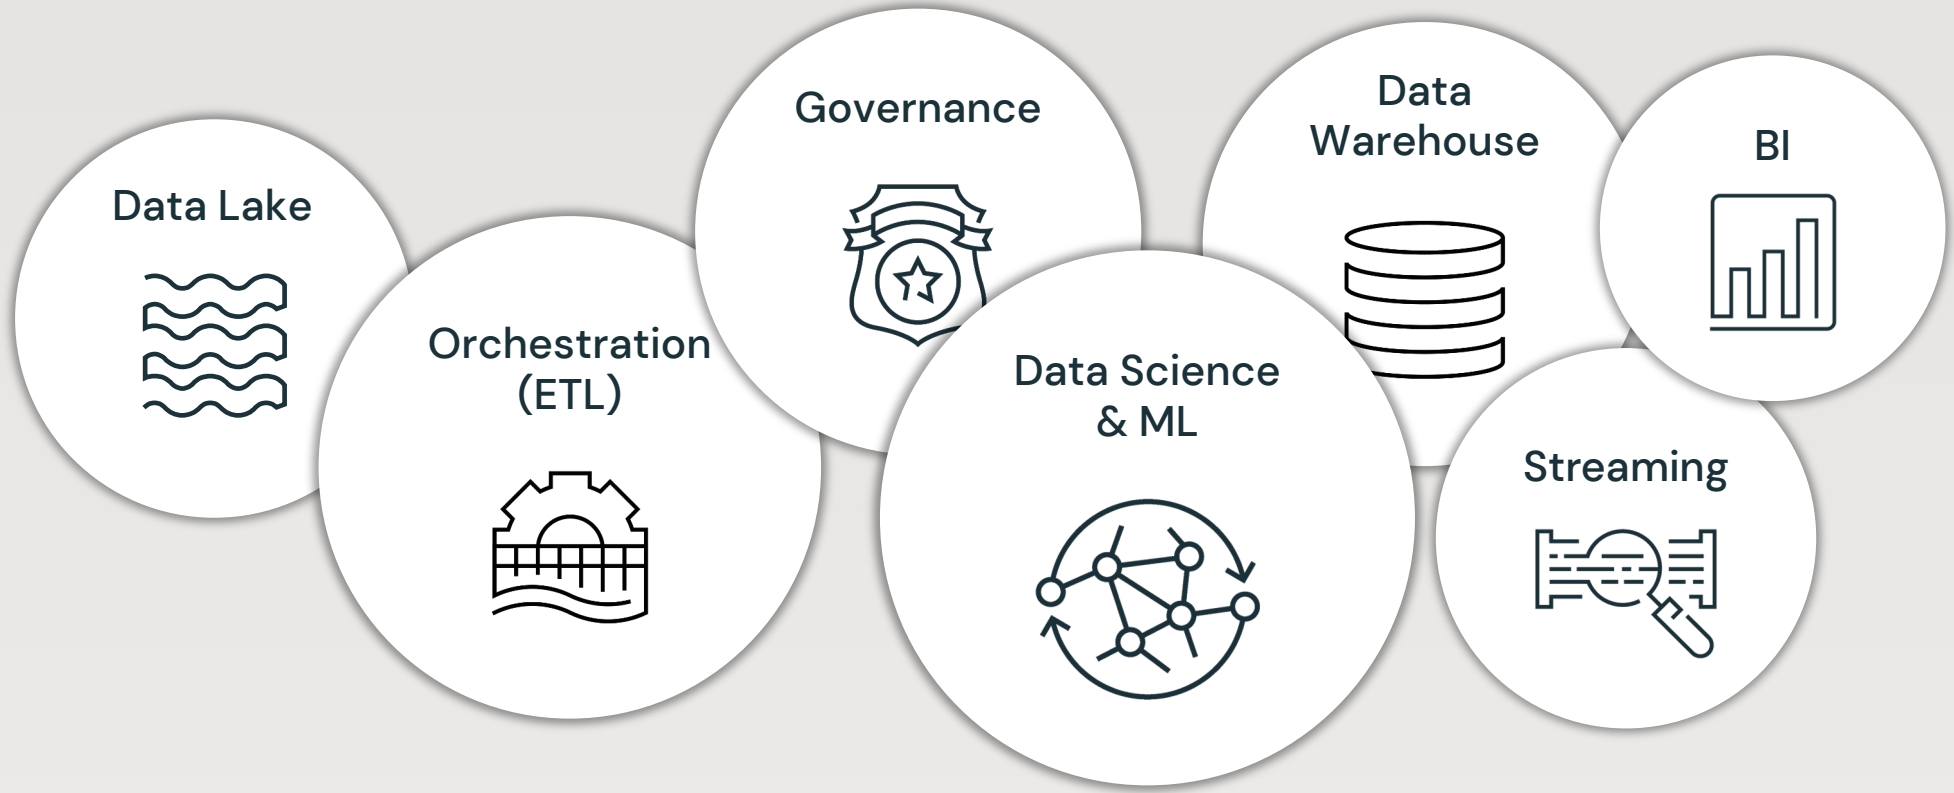 Data Lake
Orchestration
(ETL)
Governance
Data Science
& ML
Data
Warehouse
BI
Streaming